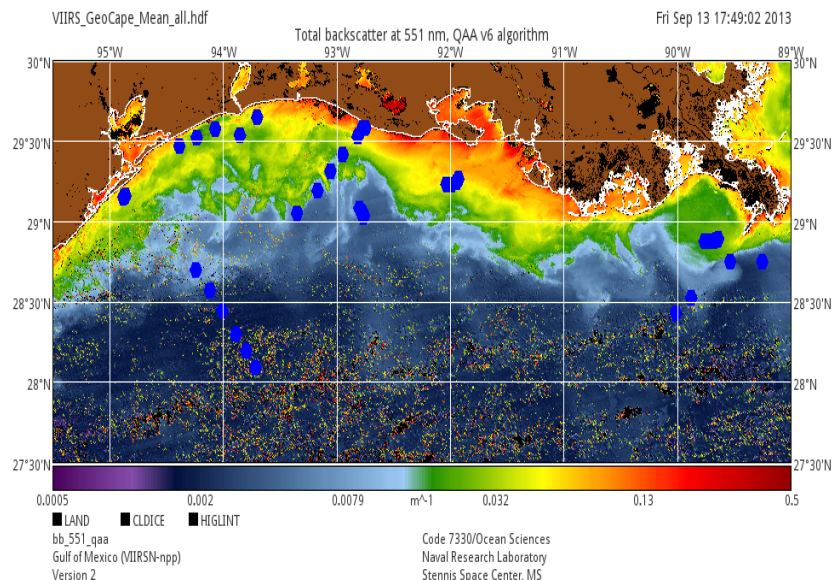 VIIRS_GeoCape_Mean_all.hdf Fri Sep 13 17:49:02 2013
Total backscatter at 551 nm, QAA v6 algorithm
95°W 94°W 93°W 92°W 91°W 90°W 89°W
30°N 30°N
29°30'N 29°30'N
29°N 29°N
28°30'N 28°30'N
28°N 28°N
27°30'N 27°30'N
0.0005 0.002 0.0079 m^-1 0.032 0.13 0.5
LAND CLDICE HIGLINT
bb_551_qaa Code 7330/Ocean Sciences
Gulf of Mexico (VIIRSN-npp) Naval Research Laboratory
Version 2 Stennis Space Center, MS